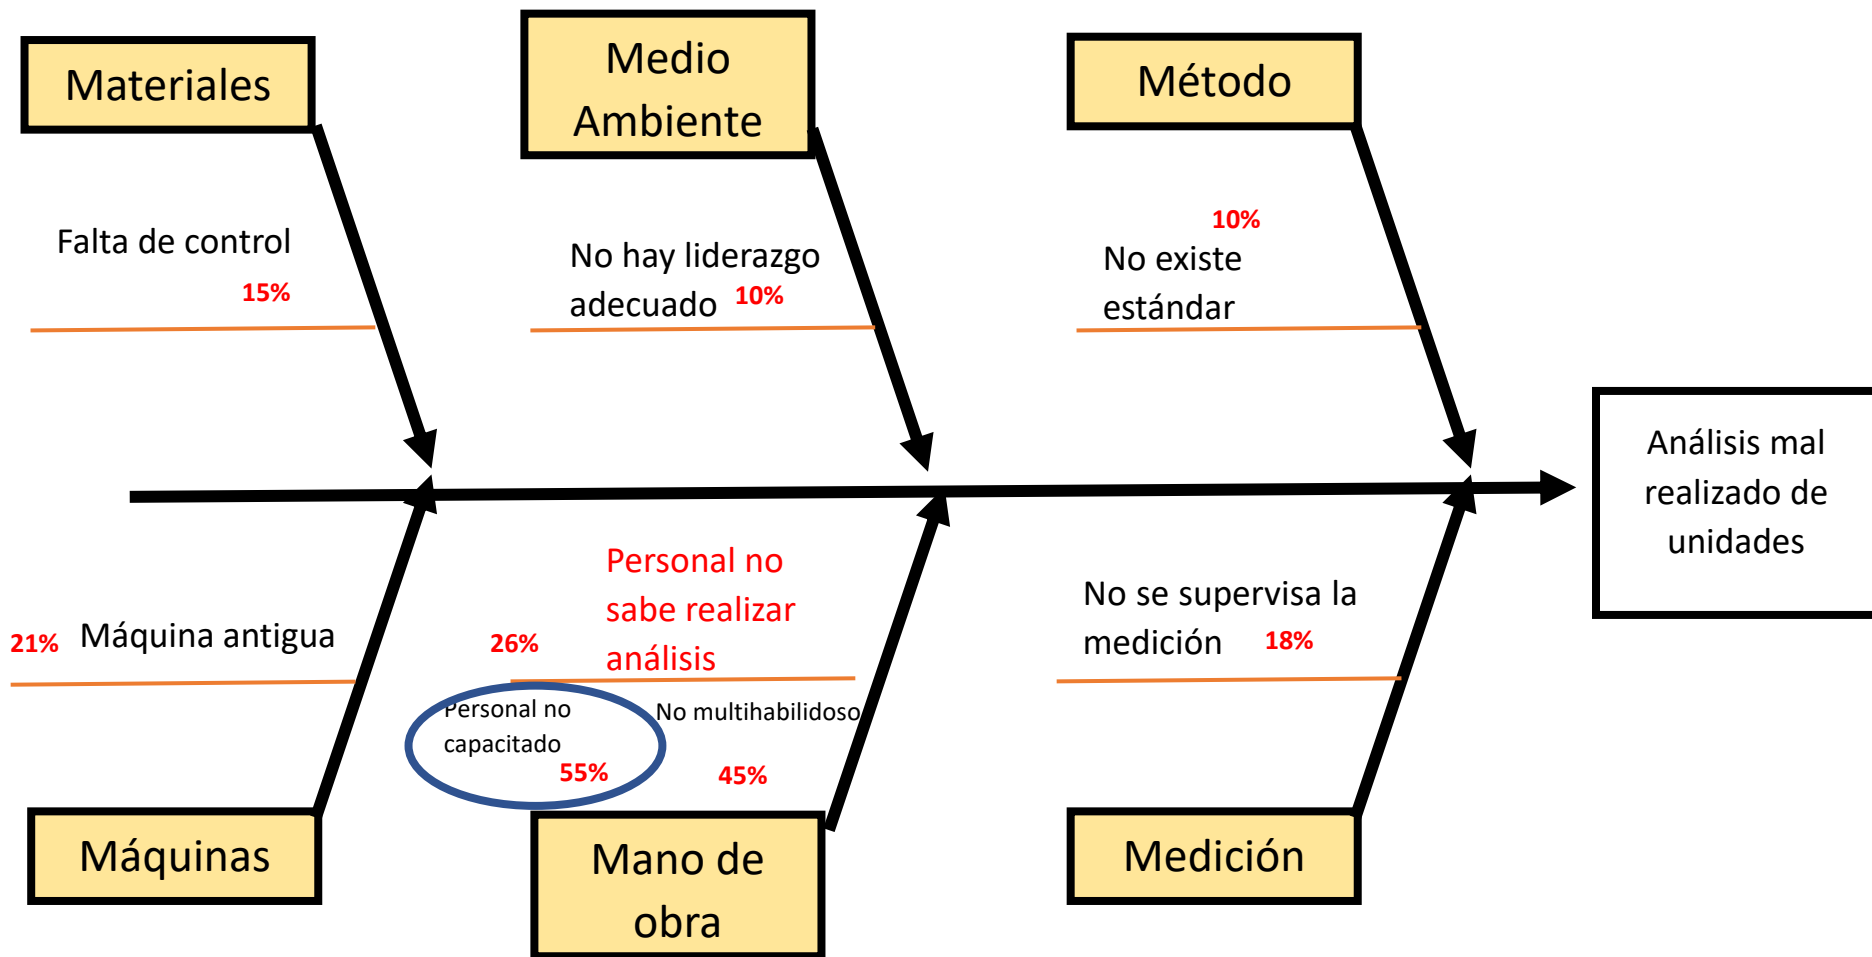 Materiales
Medio
Ambiente
Método
Falta de control
15%
No hay liderazgo
adecuado 10%
10%
No existe
estándar
Análisis mal
realizado de
unidades
21% Máquina antigua
Personal no
sabe realizar
26% análisis
Personal no
capacitado
55%
No multihabilidoso
45%
No se supervisa la
medición 18%
Máquinas
Mano de
obra
Medición